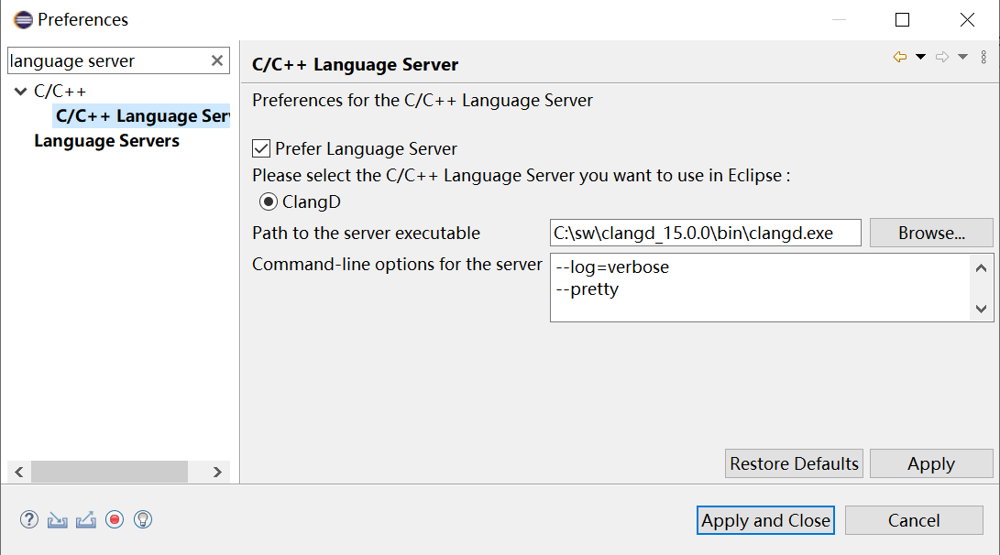 Preferences
language server
C/C++
C/C++ Language Ser
Language Servers
C/C++ Language Server
Preferences for the C/C++ Language Server
Prefer Language Server
Please select the C/C++ Language Server you want to use in Eclipse :
ClangD
Path to the server executable
C:\sw\clangd_15.0.0\bin\clangd.exe
Browse...
Command-line options for the server
--log=verbose
--pretty
Restore Defaults
Apply
Apply and Close
Cancel